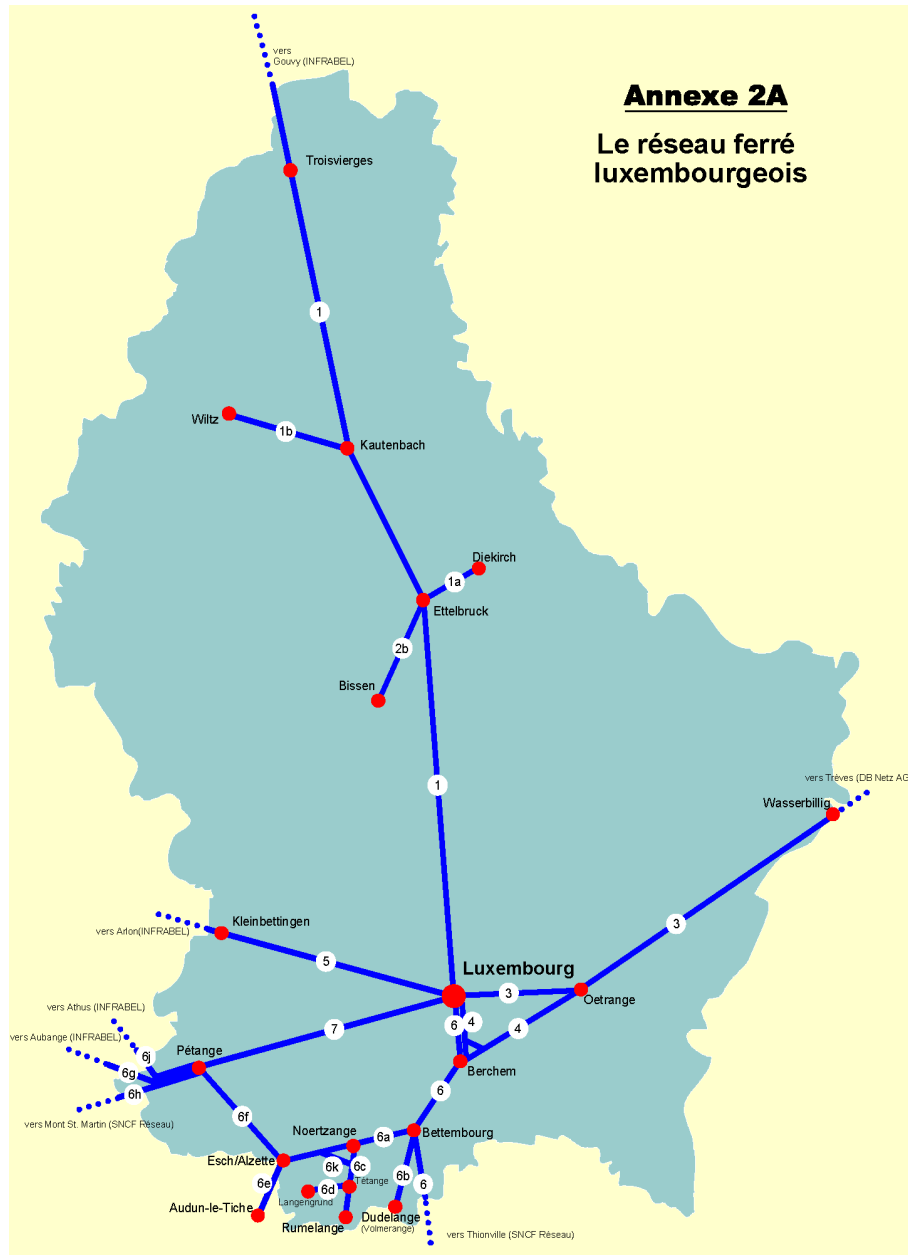 vers
Gouvy (INFRABEL)
Annexe 2A
Le réseau ferré
luxembourgeois
Troisvierges
1
Wiltz
1b
Kautenbach
Diekirch
1a
Ettelbruck
2b
Bissen
1
vers Trèves (DB Netz AG
Wasserbillig
Kleinbettingen
vers Arlon(INFRABEL)
3
5
Luxembourg
3
Oetrange
vers Athus (INFRABEL)
6
4
4
7
vers Aubange (INFRABEL)
Pétange
6j
6g
Berchem
6h
6
vers Mont St. Martin (SNCF Réseau)
6f
Noertzange
6a
Bettembourg
Esch/Alzette
6k
6c
6e
6d
Tétange
6b
6
Langengrund
Audun-le-Tiche
Rumelange
Dudelange
(Volmerange)
vers Thionville (SNCF Réseau)